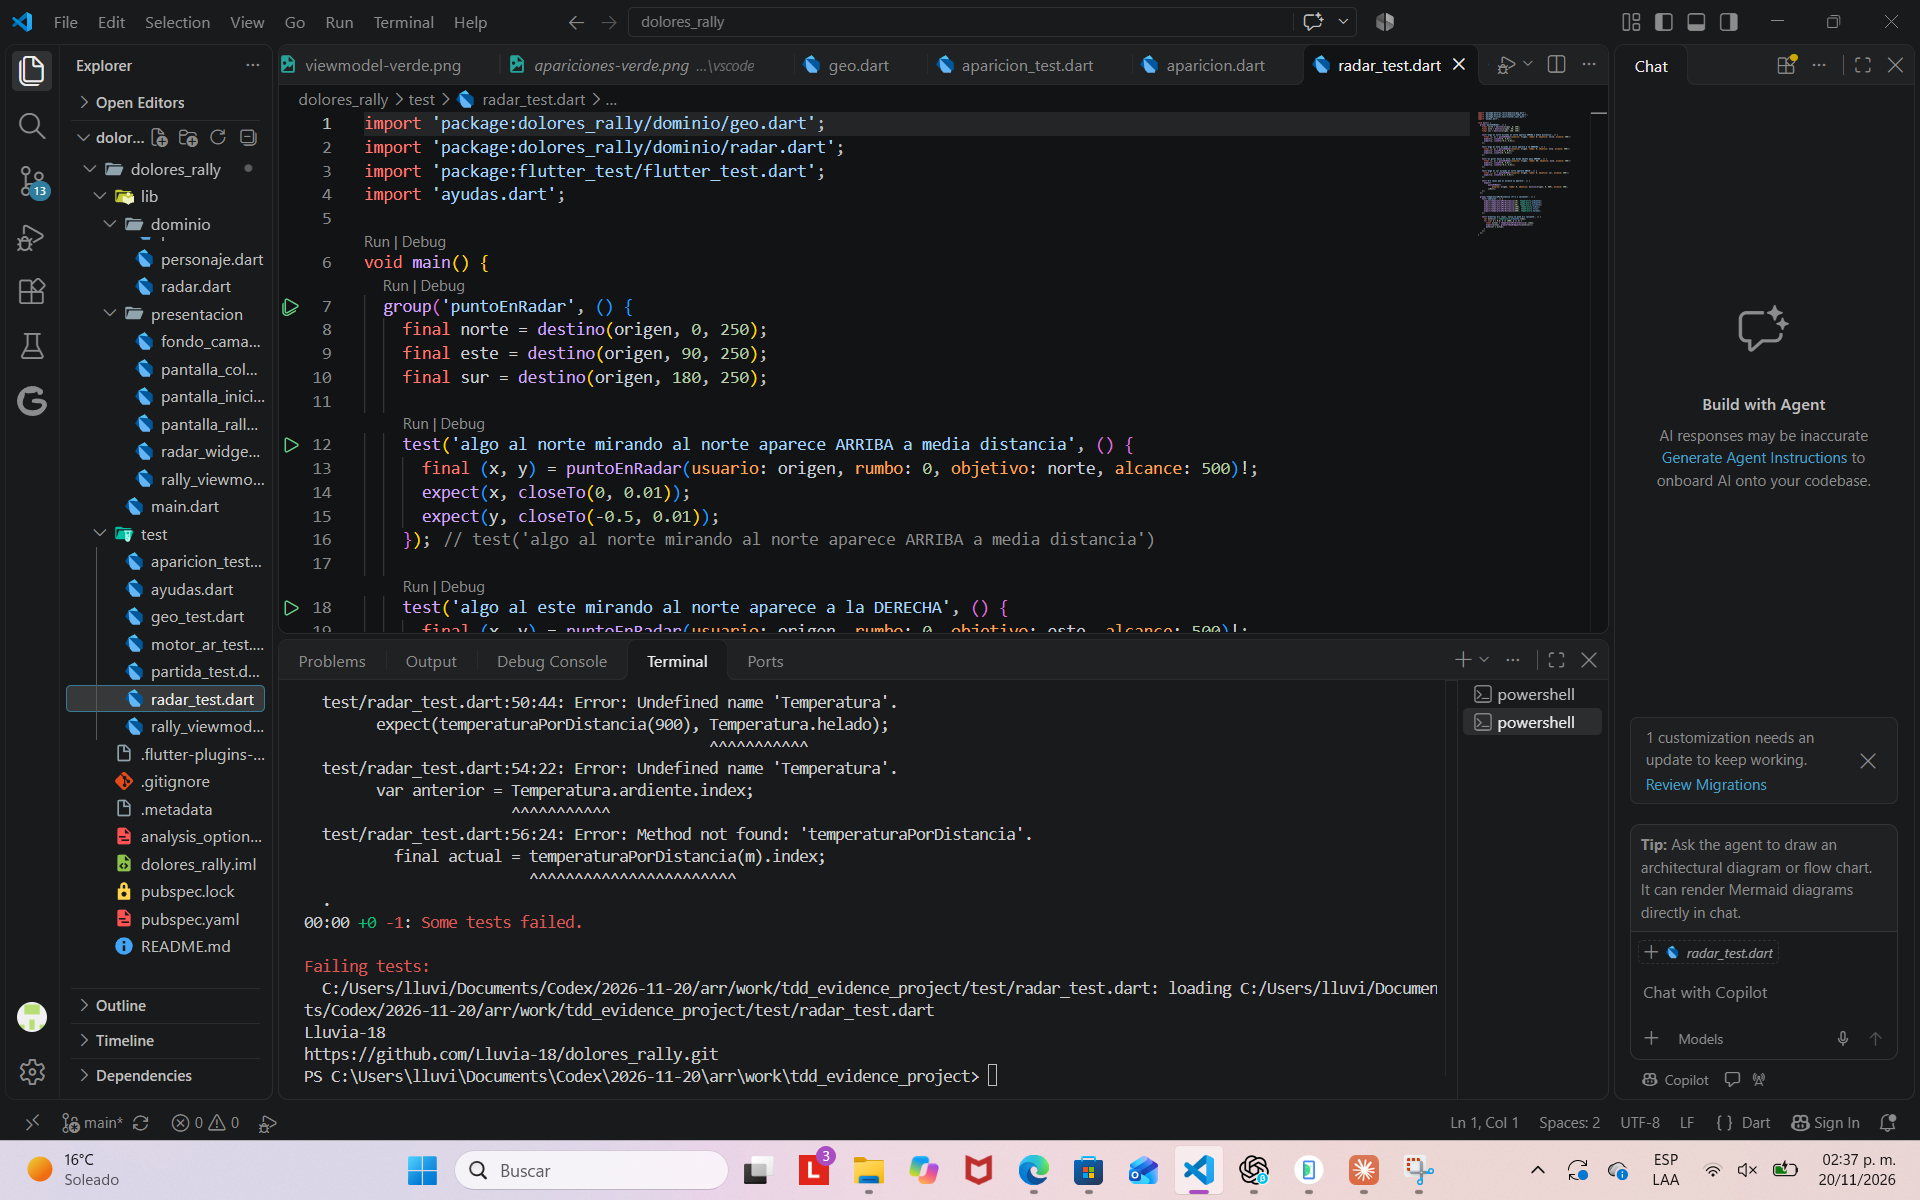 File Edit Selection View Go Run Terminal Help
dolores_rally
Explorer
Open Editors
dolor...
dolores_rally
lib
dominio
personaje.dart
radar.dart
presentacion
fondo_cama...
pantalla_col...
pantalla_inici...
pantalla_rall...
radar_widge...
rally_viewmo...
main.dart
test
aparicion_test...
ayudas.dart
geo_test.dart
motor_ar_test....
partida_test.d...
radar_test.dart
rally_viewmod...
.flutter-plugins-...
.gitignore
.metadata
analysis_option...
dolores_rally.iml
pubspec.lock
pubspec.yaml
README.md
Outline
Timeline
Dependencies
13
viewmodel-verde.png
apariciones-verde.png ...\vscode
geo.dart
aparicion_test.dart
aparicion.dart
radar_test.dart
dolores_rally > test > radar_test.dart > ...
1 import 'package:dolores_rally/dominio/geo.dart';
2 import 'package:dolores_rally/dominio/radar.dart';
3 import 'package:flutter_test/flutter_test.dart';
4 import 'ayudas.dart';
5
Run | Debug
6 void main() {
Run | Debug
7 group('puntoEnRadar', () {
8 final norte = destino(origen, 0, 250);
9 final este = destino(origen, 90, 250);
10 final sur = destino(origen, 180, 250);
11
Run | Debug
12 test('algo al norte mirando al norte aparece ARRIBA a media distancia', () {
13 final (x, y) = puntoEnRadar(usuario: origen, rumbo: 0, objetivo: norte, alcance: 500)!;
14 expect(x, closeTo(0, 0.01));
15 expect(y, closeTo(-0.5, 0.01));
16 }); // test('algo al norte mirando al norte aparece ARRIBA a media distancia')
17
Run | Debug
18 test('algo al este mirando al norte aparece a la DERECHA', () {
19 final (x, y) = puntoEnRadar(usuario: origen, rumbo: 0, objetivo: este, alcance: 500)!;
Problems Output Debug Console Terminal Ports
test/radar_test.dart:50:44: Error: Undefined name 'Temperatura'.
expect(temperaturaPorDistancia(900), Temperatura.helado);
^^^^^^^^^^^
test/radar_test.dart:54:22: Error: Undefined name 'Temperatura'.
var anterior = Temperatura.ardiente.index;
^^^^^^^^^^^
test/radar_test.dart:56:24: Error: Method not found: 'temperaturaPorDistancia'.
final actual = temperaturaPorDistancia(m).index;
^^^^^^^^^^^^^^^^^^^^^^^
.
00:00 +0 -1: Some tests failed.
Failing tests:
C:/Users/lluvi/Documents/Codex/2026-11-20/arr/work/tdd_evidence_project/test/radar_test.dart: loading C:/Users/lluvi/Documen
ts/Codex/2026-11-20/arr/work/tdd_evidence_project/test/radar_test.dart
Lluvia-18
https://github.com/Lluvia-18/dolores_rally.git
PS C:\Users\lluvi\Documents\Codex\2026-11-20\arr\work\tdd_evidence_project>
powershell
powershell
Chat
Build with Agent
AI responses may be inaccurate
Generate Agent Instructions to
onboard AI onto your codebase.
1 customization needs an
update to keep working.
Review Migrations
Tip: Ask the agent to draw an
architectural diagram or flow chart.
It can render Mermaid diagrams
directly in chat.
radar_test.dart
Chat with Copilot
Models
Copilot
main* 0 0
Ln 1, Col 1 Spaces: 2 UTF-8 LF { } Dart Sign In
16°C
Soleado
Buscar
L 3
ESP
LAA
02:37 p. m.
20/11/2026